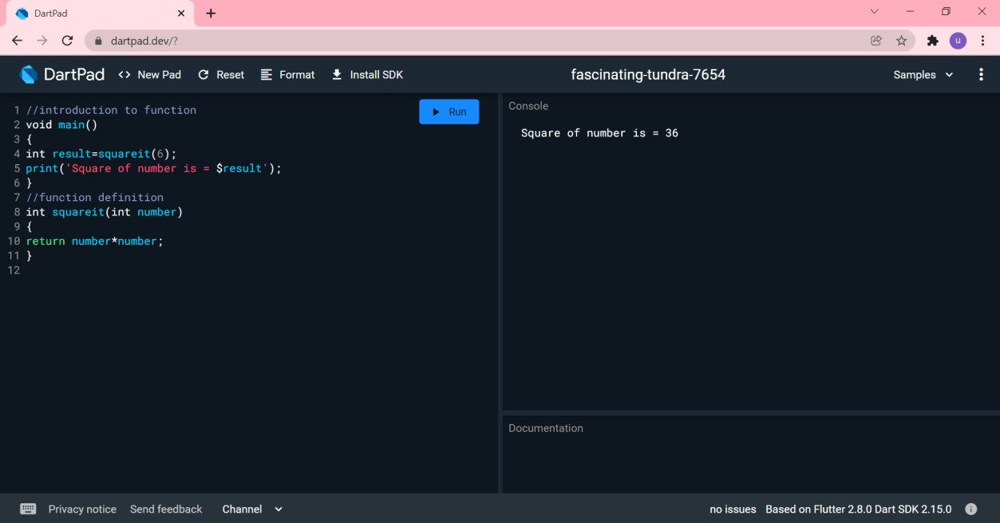 DartPad
dartpad.dev/?
u
DartPad <> New Pad Reset Format Install SDK fascinating-tundra-7654 Samples
Run
1 //introduction to function
2 void main()
3 {
4 int result=squareit(6);
5 print('Square of number is = $result');
6 }
7 //function definition
8 int squareit(int number)
9 {
10 return number*number;
11 }
12
Console
Square of number is = 36
Documentation
Privacy notice Send feedback Channel no issues Based on Flutter 2.8.0 Dart SDK 2.15.0